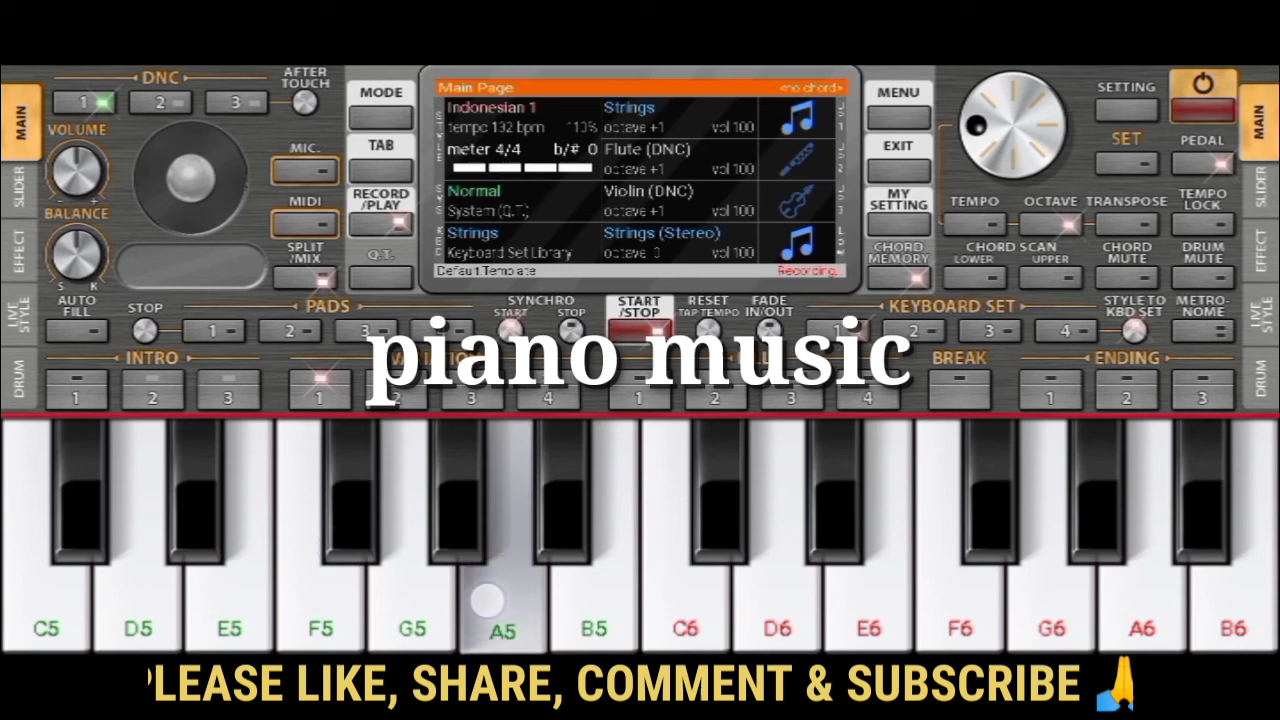 DNC
AFTER TOUCH
1 2 3
MAIN
VOLUME
BALANCE
S K
SLIDER
EFFECT
LIVE STYLE
DRUM
MIC.
MIDI
SPLIT /MIX
MODE
TAB
RECORD /PLAY
Q.T.
Main Page <no chord>
Indonesian 1 Strings
tempo 132 bpm 110% octave +1 vol 100
meter 4/4 b/# 0 Flute (DNC)
octave +1 vol 100
Normal Violin (DNC)
System (Q.T.) octave +1 vol 100
Strings Strings (Stereo)
Keyboard Set Library octave 0 vol 100
Default Template Recording..
MENU
EXIT
MY SETTING
CHORD MEMORY
SETTING
SET
PEDAL
TEMPO OCTAVE TRANSPOSE TEMPO LOCK
CHORD SCAN
LOWER UPPER
CHORD MUTE
DRUM MUTE
MAIN
SLIDER
EFFECT
LIVE STYLE
DRUM
AUTO FILL
STOP
PADS
1 2 3
SYNCHRO
START STOP
START /STOP
RESET
TAP TEMPO
FADE IN/OUT
KEYBOARD SET
1 2 3 4
STYLE TO KBD SET
METRO-NOME
piano music
INTRO
1 2 3
1 2 3 4
1 2 3 4
BREAK
ENDING
1 2 3
C5 D5 E5 F5 G5 A5 B5 C6 D6 E6 F6 G6 A6 B6
PLEASE LIKE, SHARE, COMMENT & SUBSCRIBE 🙏